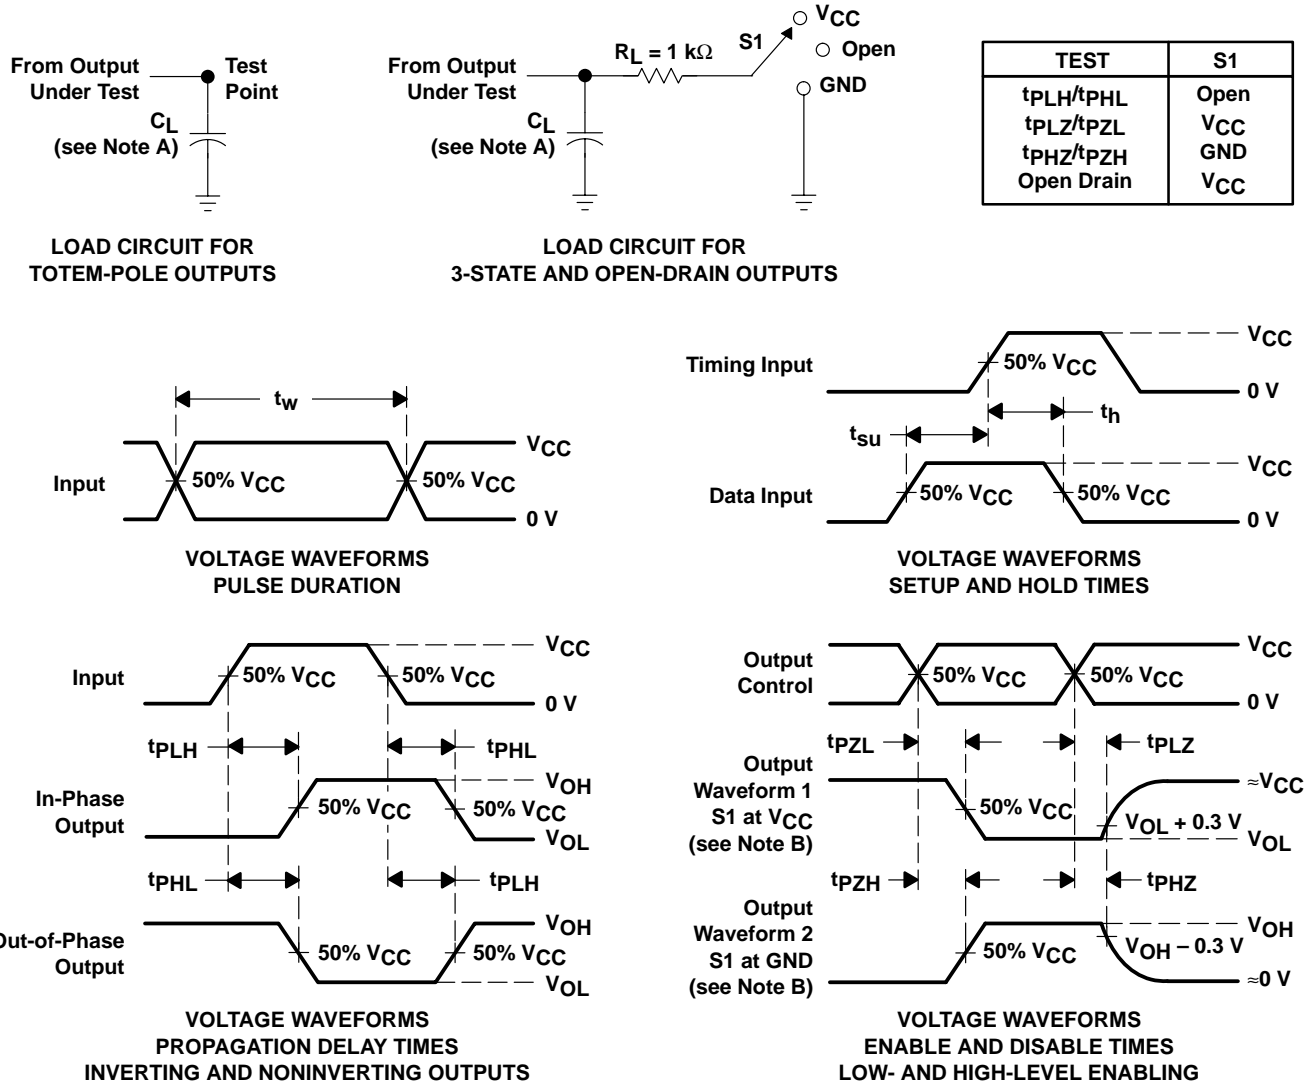 From Output
Under Test
Test
Point
CL
(see Note A)
LOAD CIRCUIT FOR
TOTEM-POLE OUTPUTS
From Output
Under Test
RL = 1 kΩ
S1
VCC
Open
GND
CL
(see Note A)
LOAD CIRCUIT FOR
3-STATE AND OPEN-DRAIN OUTPUTS
TEST S1
tPLH/tPHL Open
tPLZ/tPZL VCC
tPHZ/tPZH GND
Open Drain VCC
tw
Input
50% VCC
50% VCC
VCC
0 V
VOLTAGE WAVEFORMS
PULSE DURATION
Timing Input
50% VCC
VCC
0 V
th
tsu
Data Input
50% VCC
50% VCC
VCC
0 V
VOLTAGE WAVEFORMS
SETUP AND HOLD TIMES
Input
50% VCC
50% VCC
VCC
0 V
tPLH
tPHL
In-Phase
Output
50% VCC
50% VCC
VOH
VOL
tPHL
tPLH
Out-of-Phase
Output
50% VCC
50% VCC
VOH
VOL
VOLTAGE WAVEFORMS
PROPAGATION DELAY TIMES
INVERTING AND NONINVERTING OUTPUTS
Output
Control
50% VCC
50% VCC
VCC
0 V
tPZL
tPLZ
Output
Waveform 1
S1 at VCC
(see Note B)
50% VCC
≈VCC
VOL + 0.3 V
VOL
tPZH
tPHZ
Output
Waveform 2
S1 at GND
(see Note B)
50% VCC
VOH
VOH − 0.3 V
≈0 V
VOLTAGE WAVEFORMS
ENABLE AND DISABLE TIMES
LOW- AND HIGH-LEVEL ENABLING